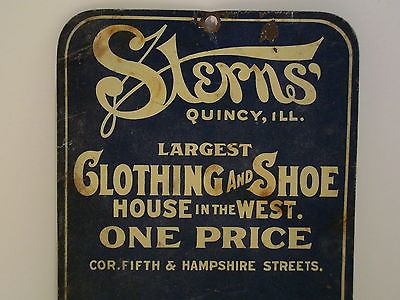 Sterns'
QUINCY, ILL.
LARGEST
CLOTHING AND SHOE
HOUSE IN THE WEST.
ONE PRICE
COR. FIFTH & HAMPSHIRE STREETS.